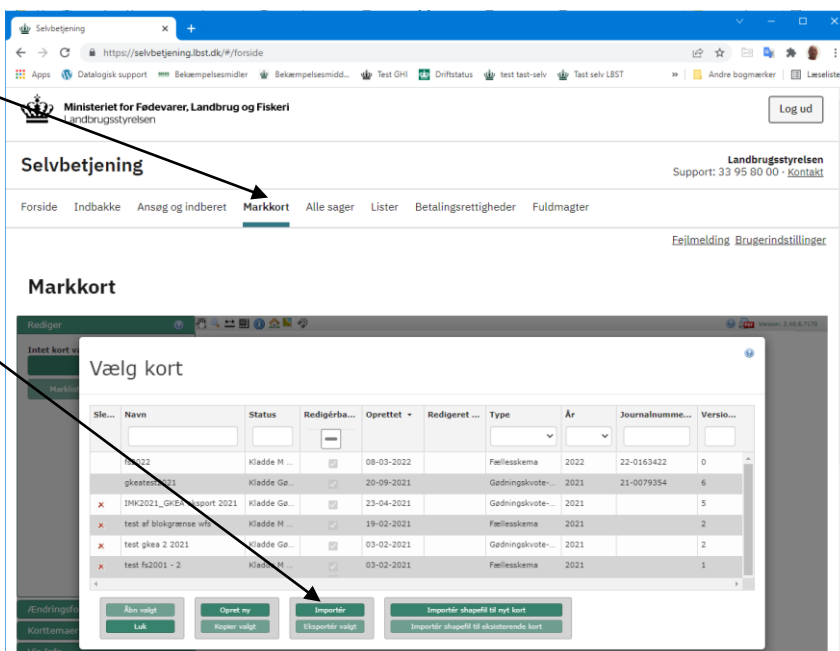 Selvbetjening
https://selvbetjening.lbst.dk/#/forside
Apps Datalogisk support Bekæmpelsesmidler Bekæmpelsesmidd... Test GHI Driftstatus test tast-selv Tast selv LBST » Andre bogmærker Læseliste
Ministeriet for Fødevarer, Landbrug og Fiskeri
Landbrugsstyrelsen
Log ud
Selvbetjening
Landbrugsstyrelsen
Support: 33 95 80 00 · Kontakt
Forside Indbakke Ansøg og indberet Markkort Alle sager Lister Betalingsrettigheder Fuldmagter
Fejlmelding Brugerindstillinger
Markkort
Rediger
Intet kort v
Marklist
Vælg kort
Sle... Navn Status Redigérba... Oprettet Redigeret ... Type År Journalnumme... Versio...
fs2022 Kladde M ... 08-03-2022 Fællesskema 2022 22-0163422 0
gkeatest2021 Kladde Gø... 20-09-2021 Gødningskvote-... 2021 21-0079354 6
IMK2021_GKEA eksport 2021 Kladde Gø... 23-04-2021 Gødningskvote-... 2021 5
test af blokgrænse wfs Kladde M ... 19-02-2021 Fællesskema 2021 2
test gkea 2 2021 Kladde Gø... 03-02-2021 Gødningskvote-... 2021 2
test fs2001 - 2 Kladde M ... 03-02-2021 Fællesskema 2021 1
Åbn valgt Opret ny Importér Importér shapefil til nyt kort
Luk Kopier valgt Eksportér valgt Importér shapefil til eksisterende kort
Ændringsfo
Korttemaer